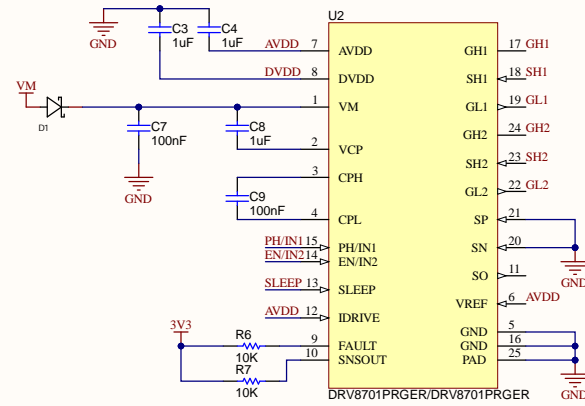 U2
C3
1uF
C4
1uF
GND
AVDD 7 AVDD
DVDD 8 DVDD
VM
D1
1 VM
C7
100nF
C8
1uF
2 VCP
GND
3 CPH
C9
100nF
4 CPL
PH/IN1 15 PH/IN1
EN/IN2 14 EN/IN2
SLEEP 13 SLEEP
AVDD 12 IDRIVE
3V3
R6
10K
9 FAULT
10 SNSOUT
R7
10K
GH1 17 GH1
SH1 18 SH1
GL1 19 GL1
GH2 24 GH2
SH2 23 SH2
GL2 22 GL2
SP 21
SN 20
GND
SO 11
VREF 6 AVDD
GND 5
GND 16
PAD 25
GND
DRV8701PRGER/DRV8701PRGER